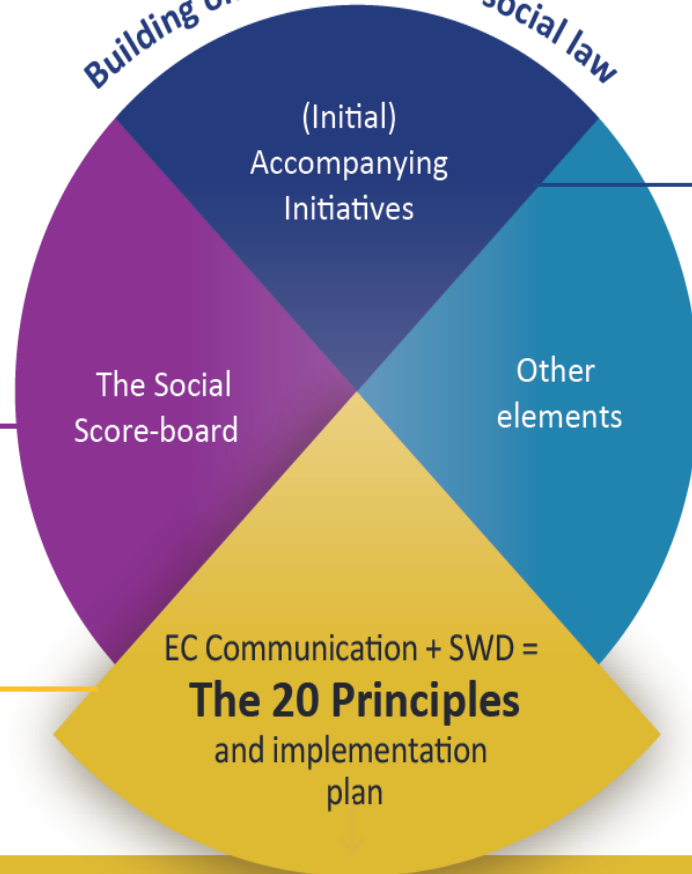 Building
social law
(Initial)
Accompanying
Initiatives
The Social
Score-board
Other
elements
EC Communication + SWD =
The 20 Principles
and implementation
plan